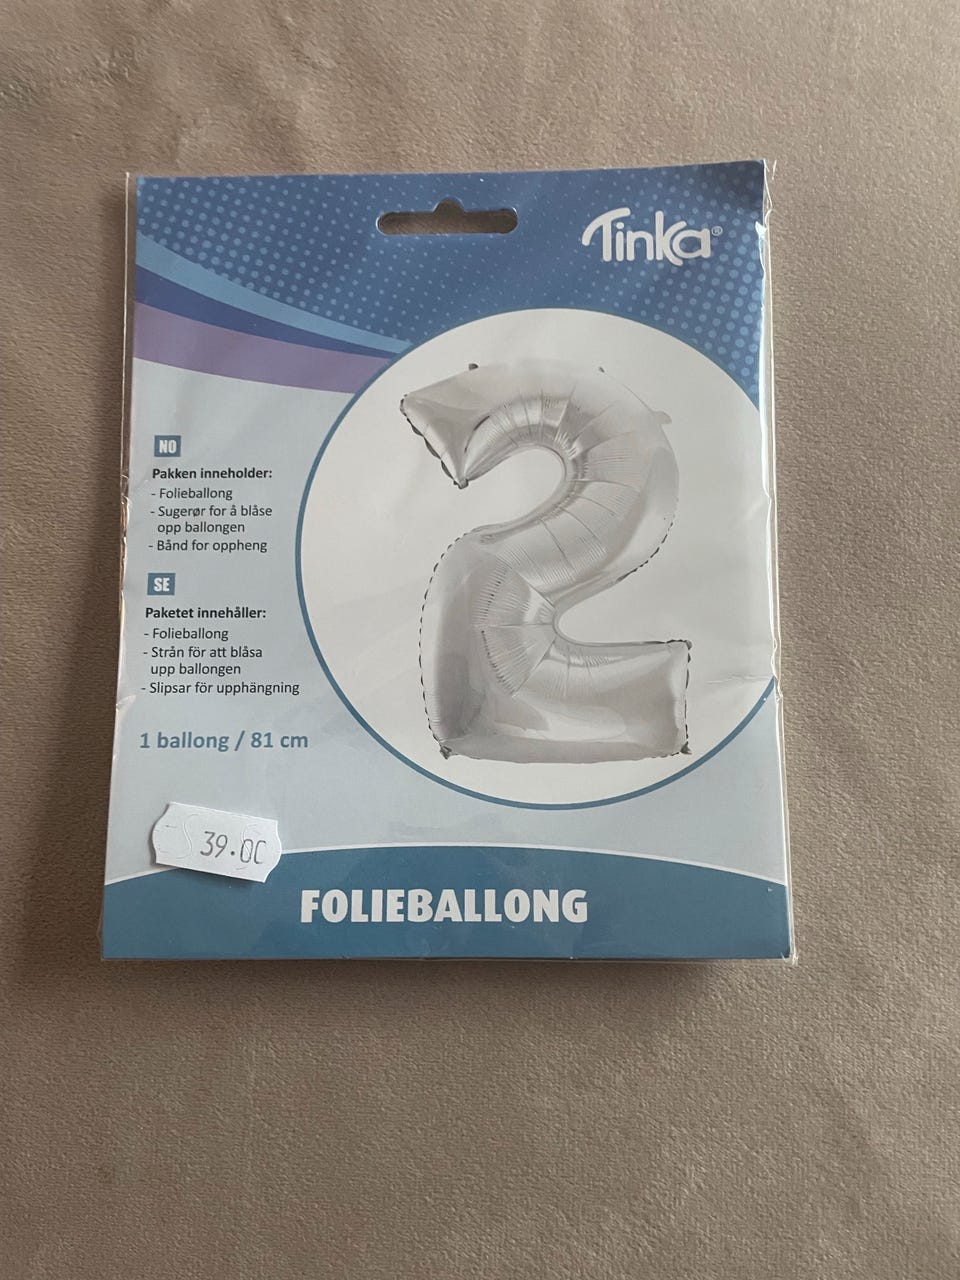 Tinka®
NO
Pakken inneholder:
- Folieballong
- Sugerør for å blåse
opp ballongen
- Bånd for oppheng
SE
Paketet innehåller:
- Folieballong
- Strån för att blåsa
upp ballongen
- Slipsar för upphängning
1 ballong / 81 cm
39.00
FOLIEBALLONG